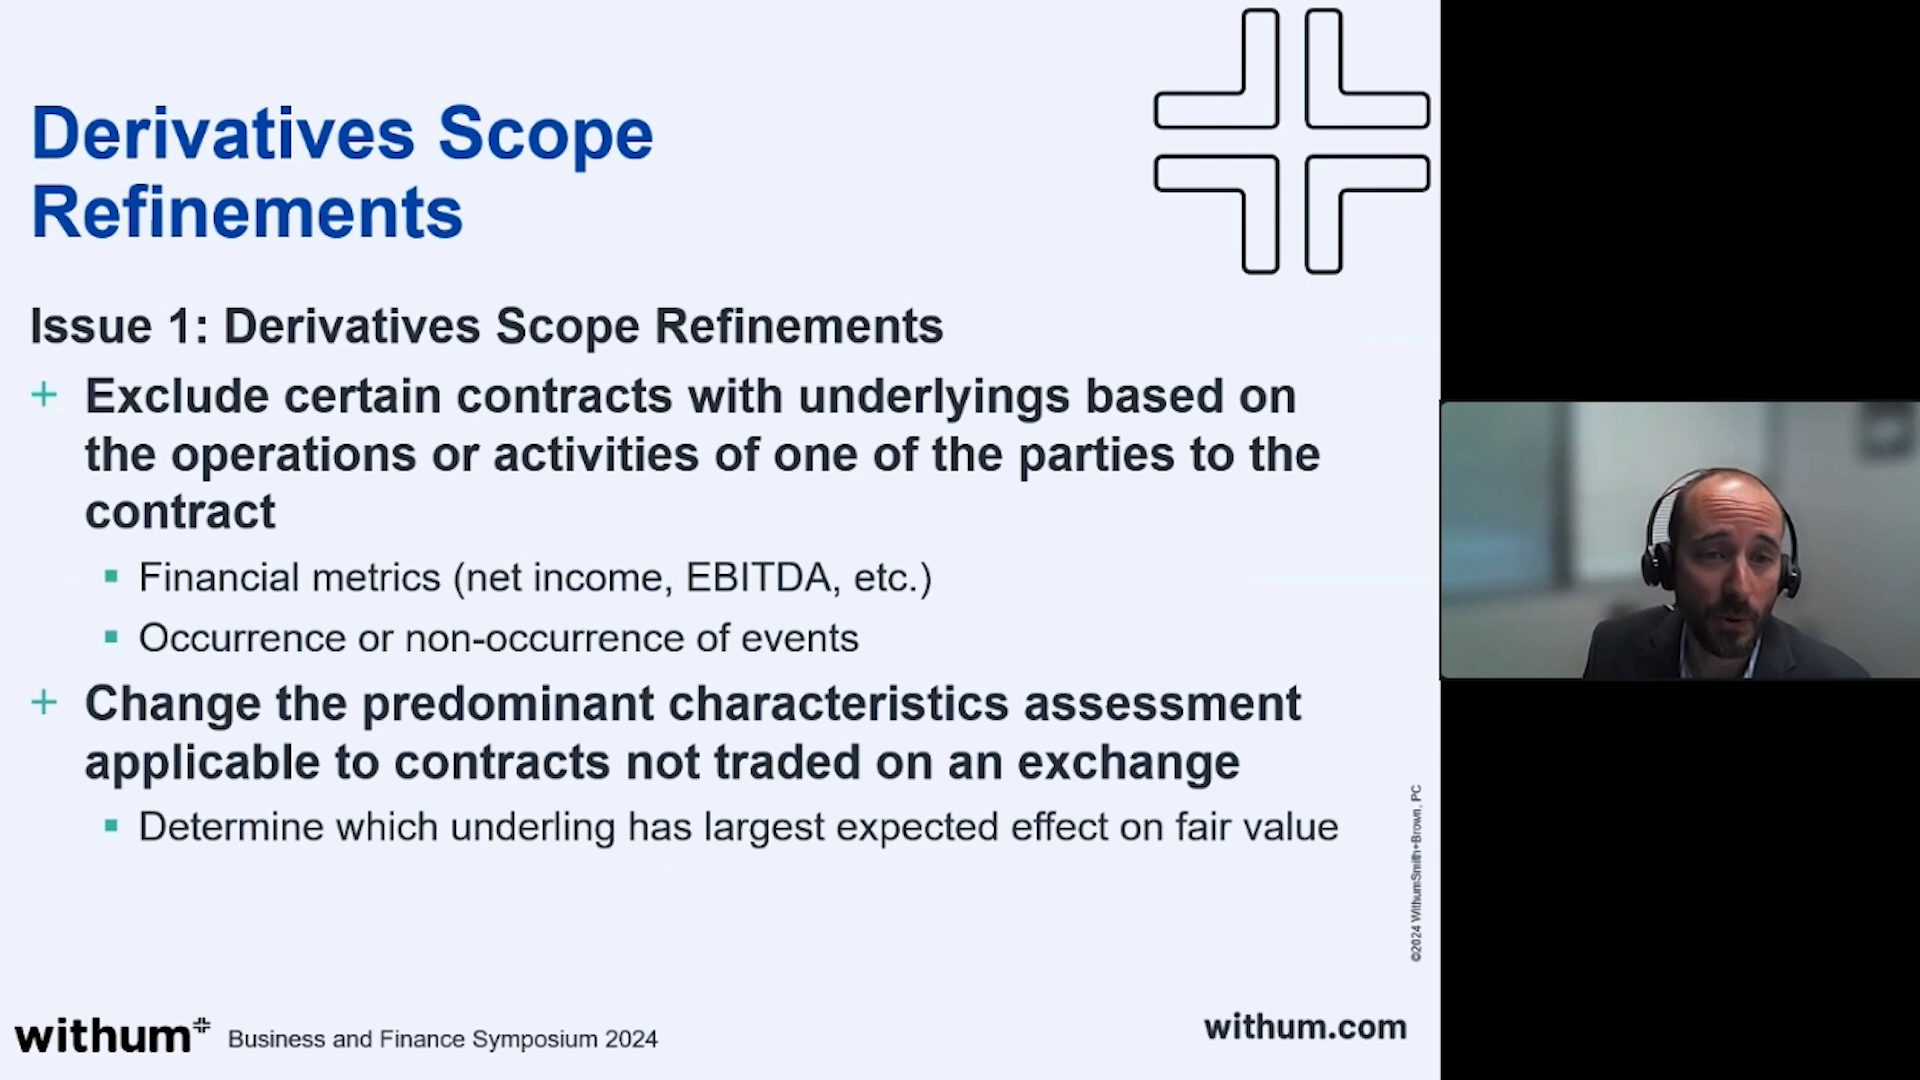 Derivatives Scope
Refinements
Issue 1: Derivatives Scope Refinements
+ Exclude certain contracts with underlyings based on
the operations or activities of one of the parties to the
contract
▪ Financial metrics (net income, EBITDA, etc.)
▪ Occurrence or non-occurrence of events
+ Change the predominant characteristics assessment
applicable to contracts not traded on an exchange
▪ Determine which underling has largest expected effect on fair value
©2024 WithumSmith+Brown, PC
withum+ Business and Finance Symposium 2024
withum.com